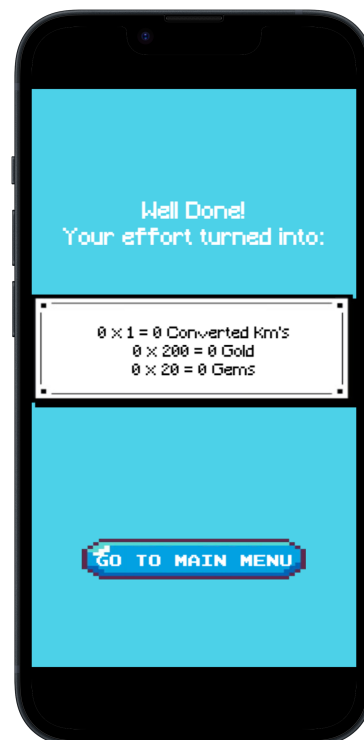 Well Done!
Your effort turned into:
0 x 1 = 0 Converted Km's
0 x 200 = 0 Gold
0 x 20 = 0 Gems
GO TO MAIN MENU